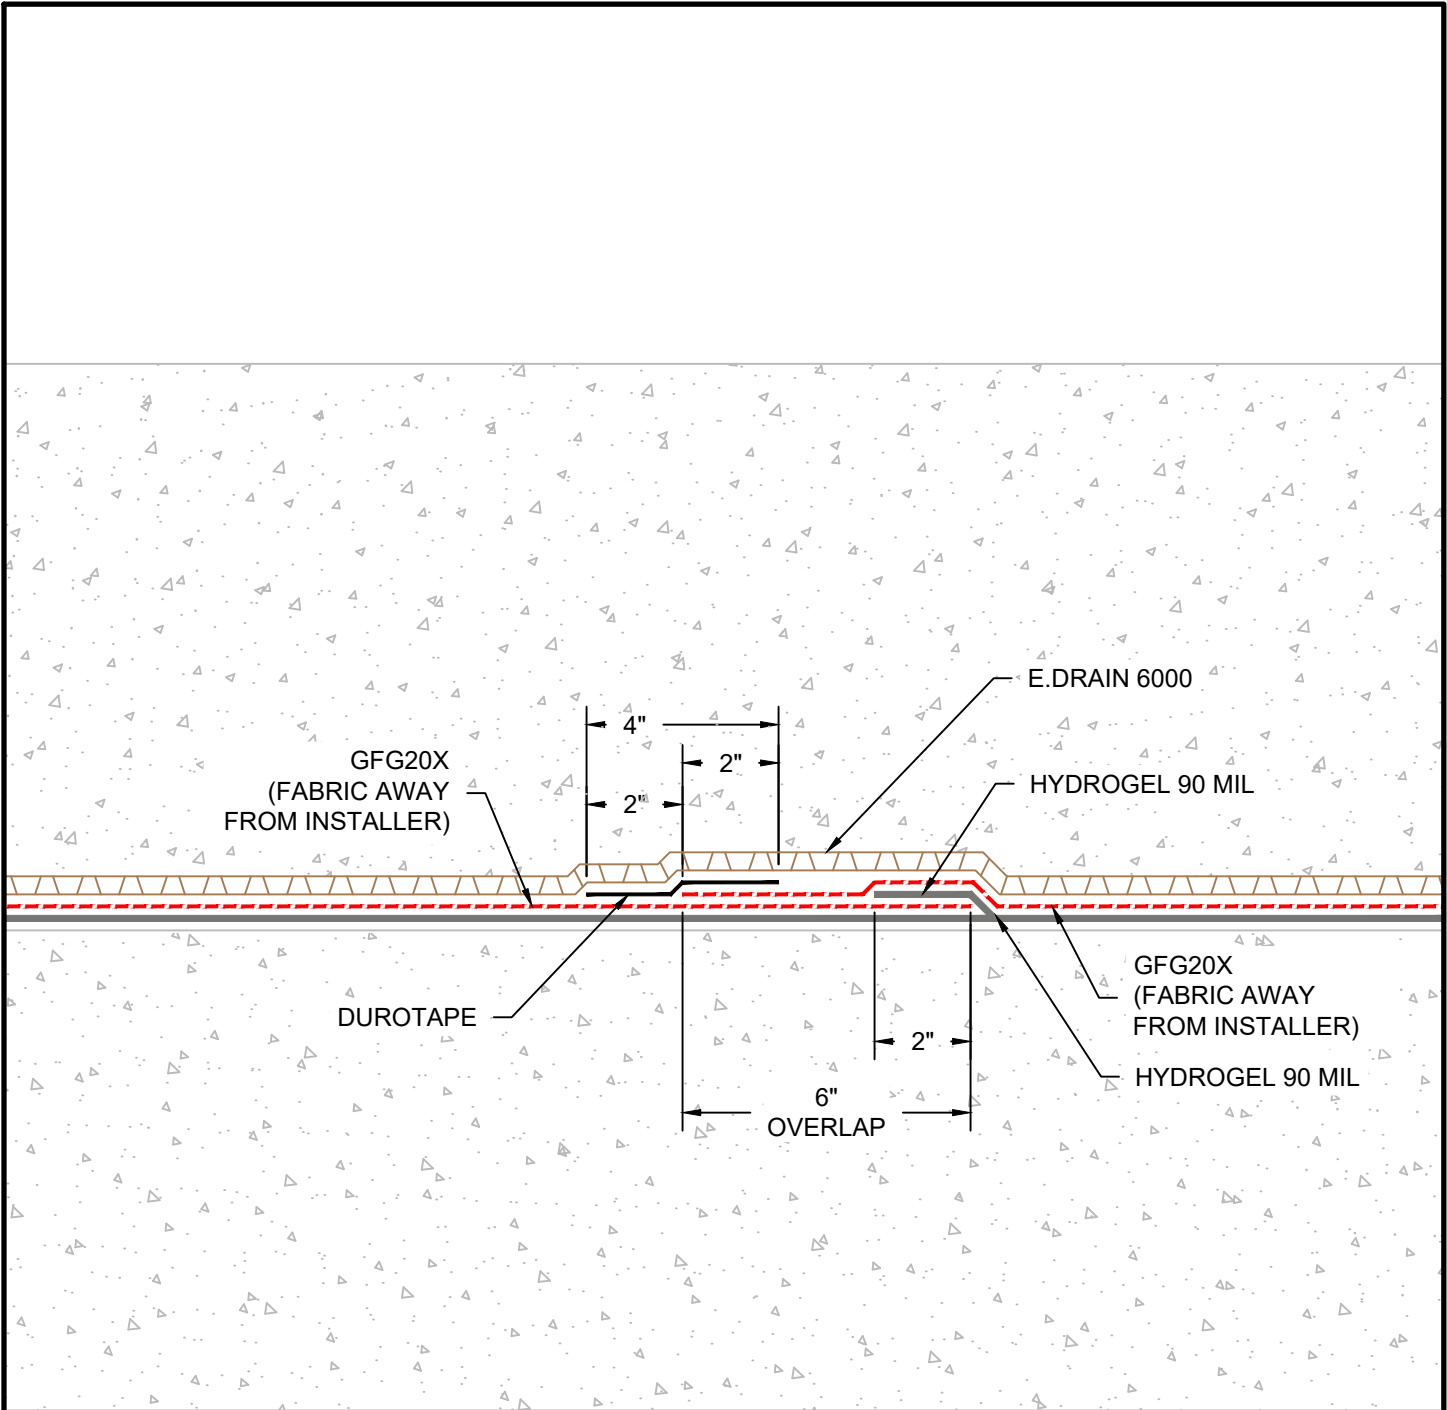 E.DRAIN 6000
4"
GFG20X
(FABRIC AWAY
FROM INSTALLER)
2"
HYDROGEL 90 MIL
2"
GFG20X
(FABRIC AWAY
FROM INSTALLER)
DUROTAPE
2"
HYDROGEL 90 MIL
6"
OVERLAP